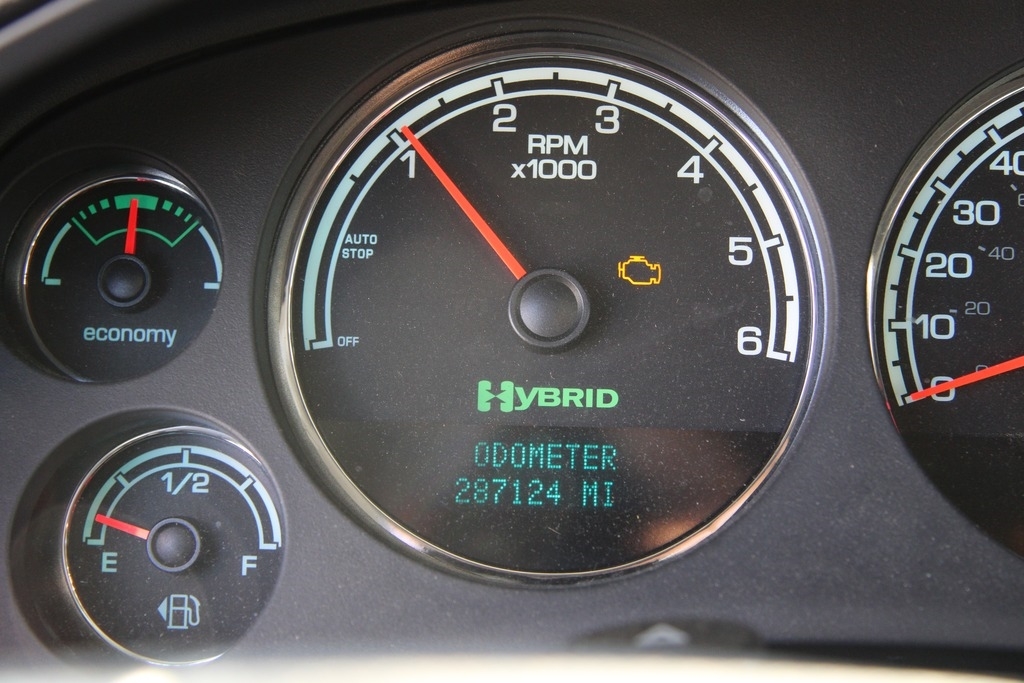 economy
E
1/2
F
OFF
AUTO
STOP
1
2
3
4
5
6
RPM
x1000
HYBRID
ODOMETER
287124 MI
0
10
20
30
40
20
40